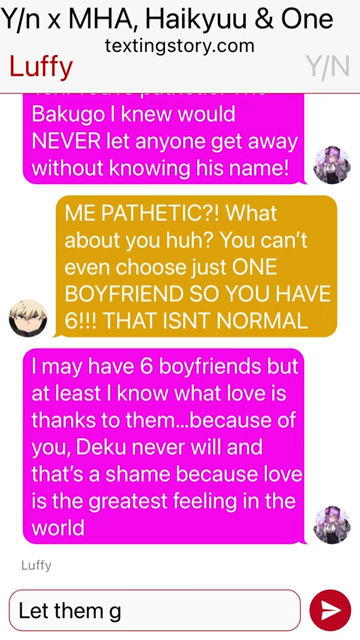 Y/n x MHA, Haikyuu & One
textingstory.com
Luffy
Y/N
Bakugo I knew would
NEVER let anyone get away
without knowing his name!
ME PATHETIC?! What
about you huh? You can't
even choose just ONE
BOYFRIEND SO YOU HAVE
6!!! THAT ISNT NORMAL
I may have 6 boyfriends but
at least I know what love is
thanks to them...because of
you, Deku never will and
that's a shame because love
is the greatest feeling in the
world
Luffy
Let them g